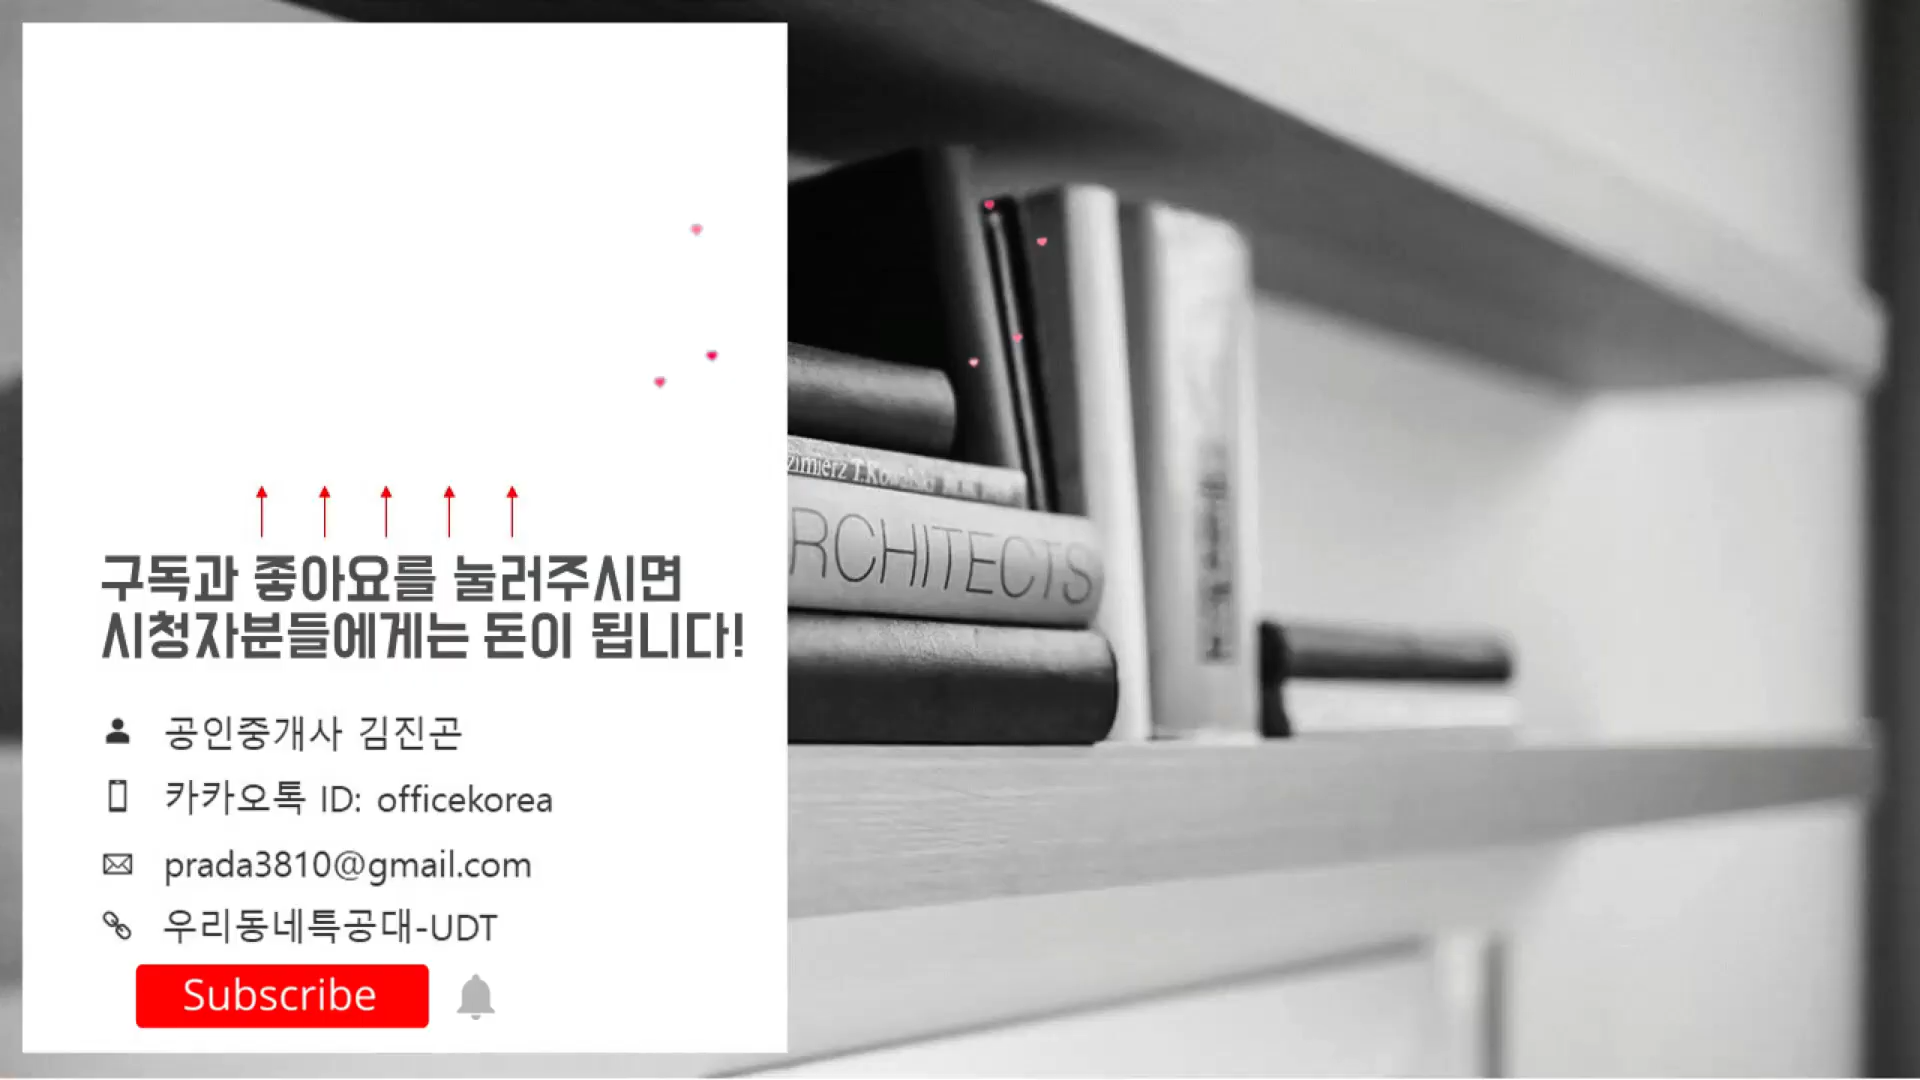 구독과 좋아요를 눌러주시면
시청자분들에게는 돈이 됩니다!
공인중개사 김진곤
카카오톡 ID: officekorea
prada3810@gmail.com
우리동네특공대-UDT
Subscribe
zimierz T.Kowalski
RCHITECTS